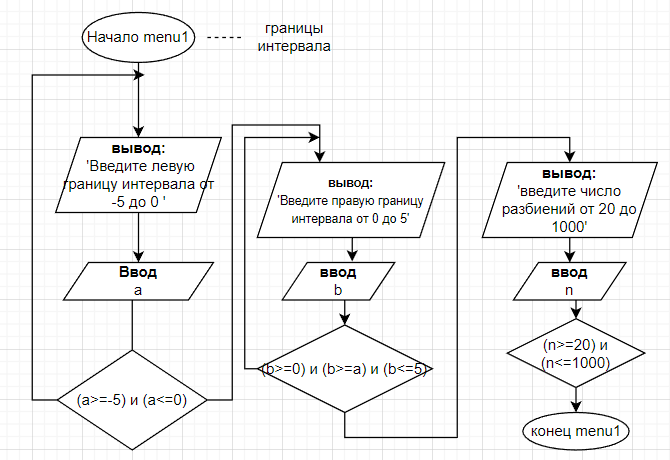 Начало menu1
границы
интервала
вывод:
'Введите левую
границу интервала от
-5 до 0 '
Ввод
a
(a>=-5) и (a<=0)
вывод:
'Введите правую границу
интервала от 0 до 5'
ввод
b
(b>=0) и (b>=a) и (b<=5)
вывод:
'введите число
разбиений от 20 до
1000'
ввод
n
(n>=20) и
(n<=1000)
конец menu1